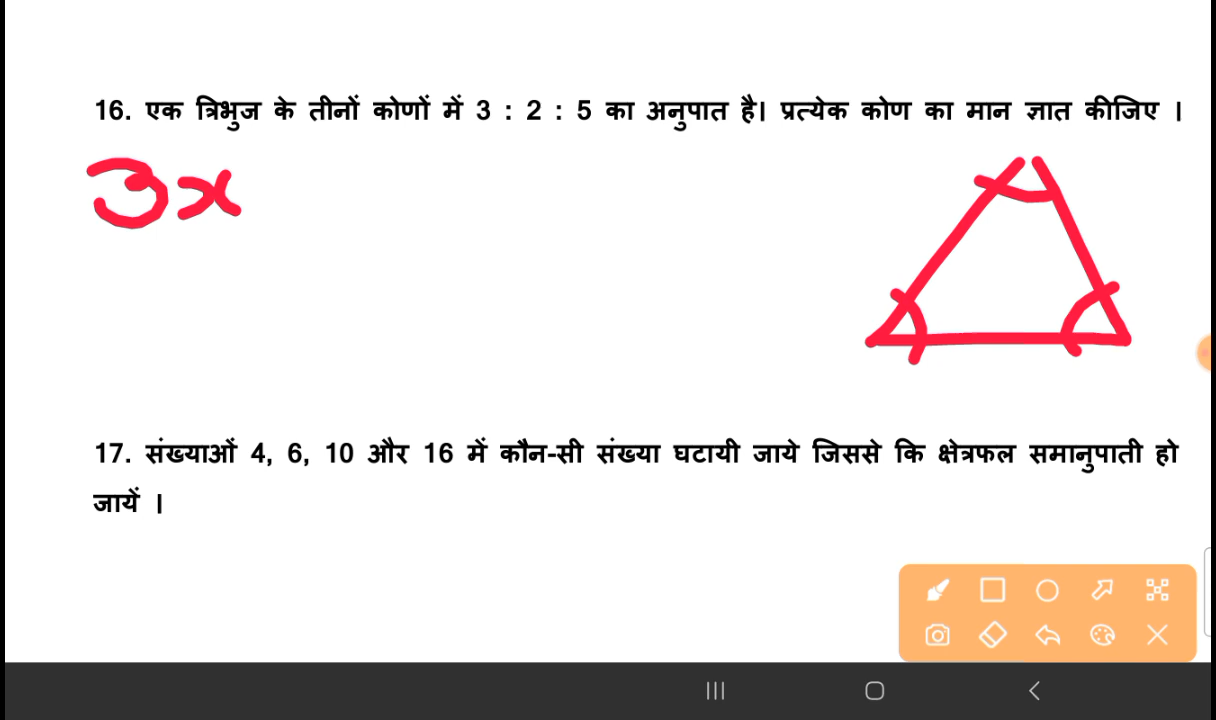 16. एक त्रिभुज के तीनों कोणों में 3 : 2 : 5 का अनुपात है। प्रत्येक कोण का मान ज्ञात कीजिए ।
3x
17. संख्याओं 4, 6, 10 और 16 में कौन-सी संख्या घटायी जाये जिससे कि क्षेत्रफल समानुपाती हो
जायें ।